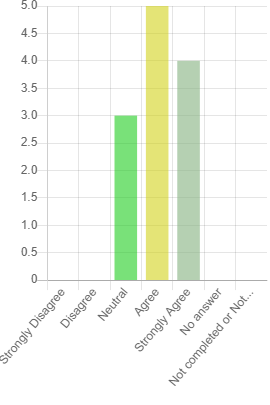 5.0
4.5
4.0
3.5
3.0
2.5
2.0
1.5
1.0
0.5
0
Strongly Disagree
Disagree
Neutral
Agree
Strongly Agree
No answer
Not completed or Not...